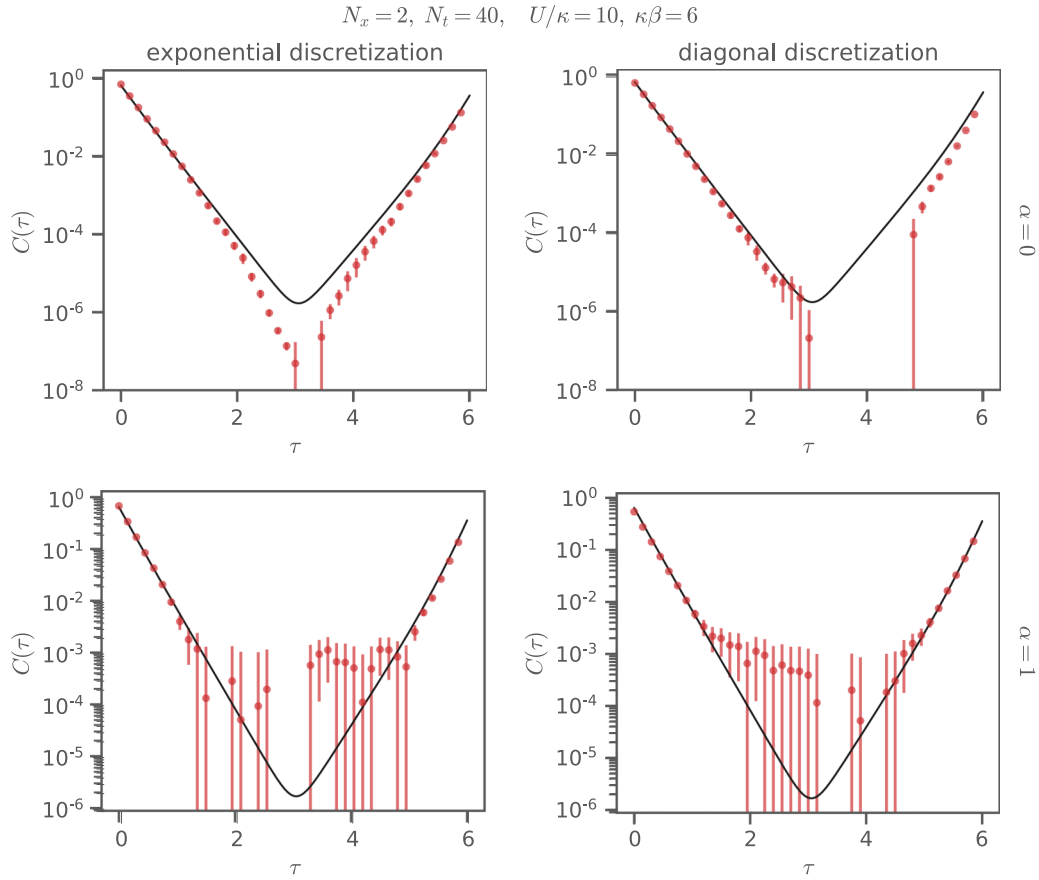 N_x = 2, N_t = 40, U/κ = 10, κβ = 6
exponential discretization
diagonal discretization
10^0
10^-2
10^-4
10^-6
10^-8
C(τ)
0 2 4 6
τ
10^0
10^-2
10^-4
10^-6
10^-8
C(τ)
0 2 4 6
τ
α = 0
10^0
10^-1
10^-2
10^-3
10^-4
10^-5
10^-6
C(τ)
0 2 4 6
τ
10^0
10^-1
10^-2
10^-3
10^-4
10^-5
10^-6
C(τ)
0 2 4 6
τ
α = 1